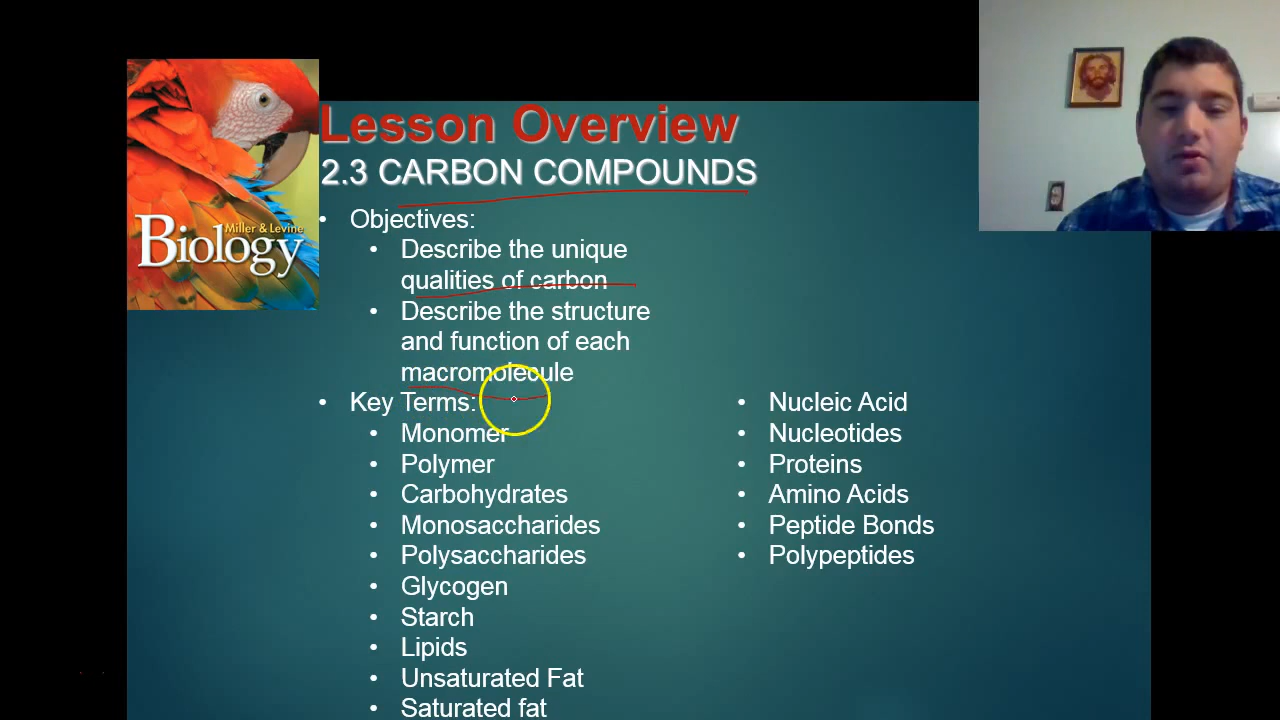 Lesson Overview
2.3 CARBON COMPOUNDS
Miller & Levine
Biology
• Objectives:
• Describe the unique
qualities of carbon
• Describe the structure
and function of each
macromolecule
• Key Terms:
• Monomer
• Polymer
• Carbohydrates
• Monosaccharides
• Polysaccharides
• Glycogen
• Starch
• Lipids
• Unsaturated Fat
• Saturated fat
• Nucleic Acid
• Nucleotides
• Proteins
• Amino Acids
• Peptide Bonds
• Polypeptides